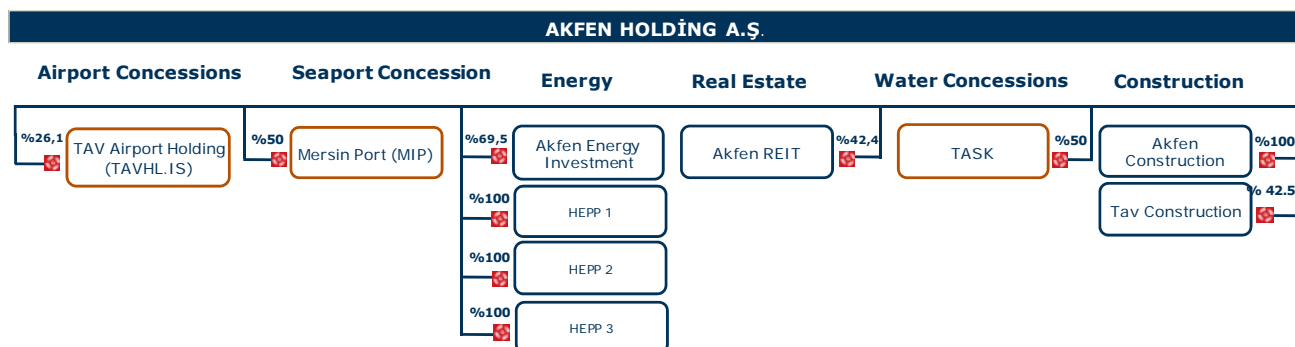 AKFEN HOLDİNG A.Ş.
Airport Concessions
Seaport Concession
Energy
Real Estate
Water Concessions
Construction
%26,1
TAV Airport Holding
(TAVHL.IS)
%50
Mersin Port (MIP)
%69,5
Akfen Energy
Investment
%100
HEPP 1
%100
HEPP 2
%100
HEPP 3
Akfen REIT
%42,4
TASK
%50
Akfen
Construction
%100
Tav Construction
% 42.5